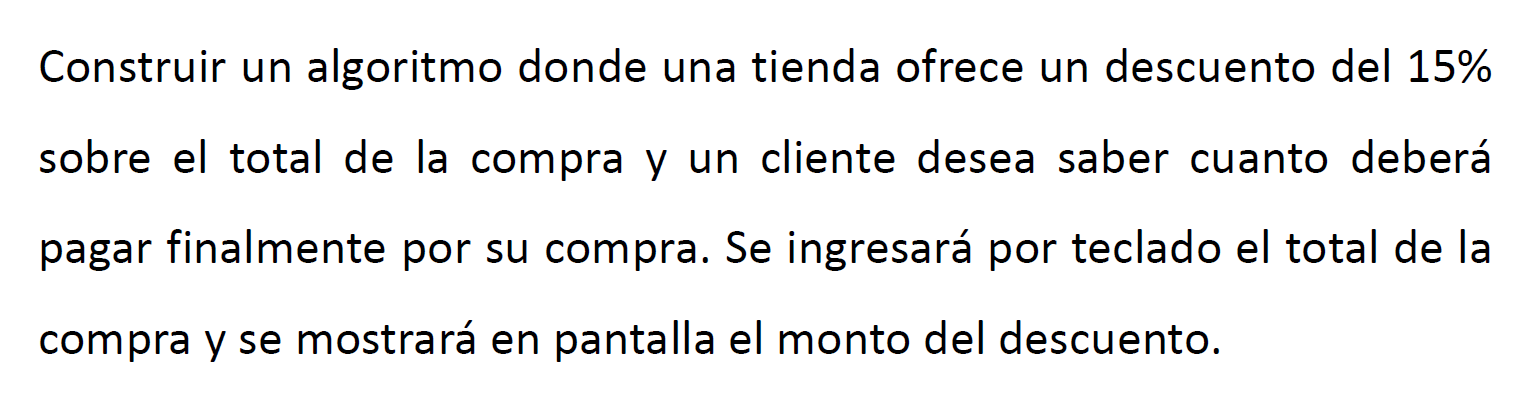 Construir un algoritmo donde una tienda ofrece un descuento del 15%
sobre el total de la compra y un cliente desea saber cuanto deberá
pagar finalmente por su compra. Se ingresará por teclado el total de la
compra y se mostrará en pantalla el monto del descuento.